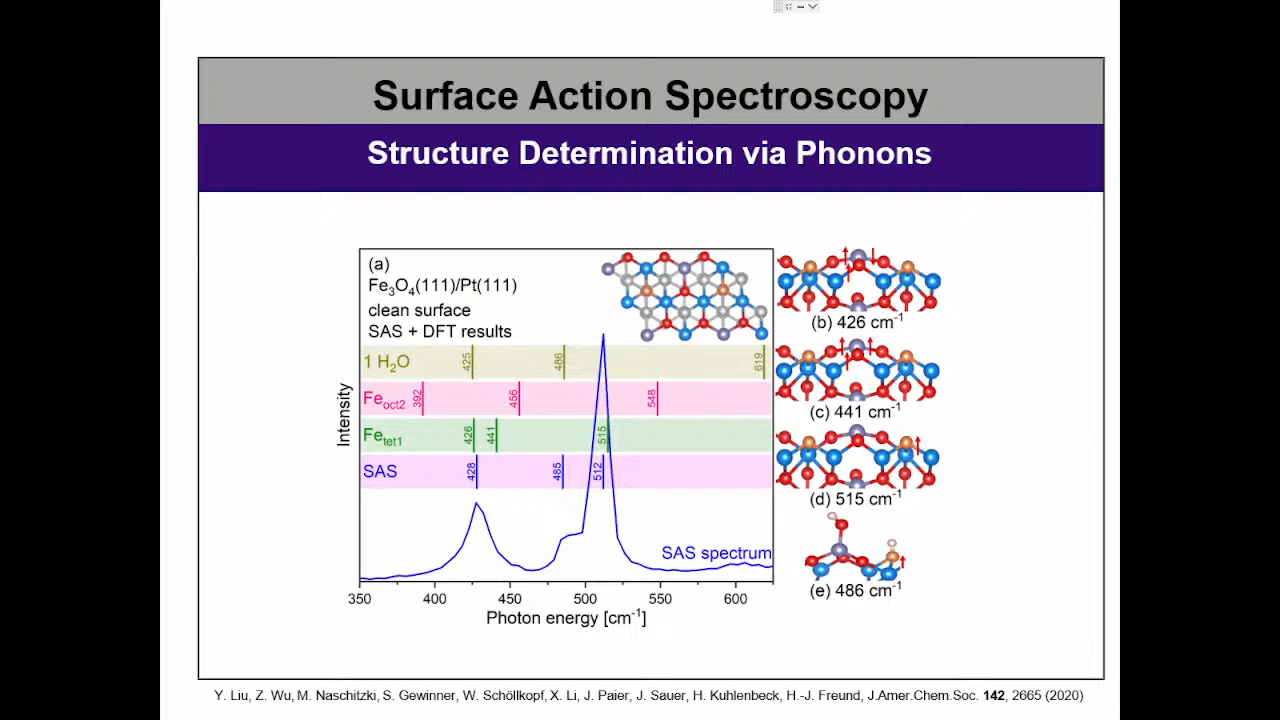 Surface Action Spectroscopy
Structure Determination via Phonons
(a)
Fe3O4(111)/Pt(111)
clean surface
SAS + DFT results
1 H2O 425 486 619
Feoct2 392 456 548
Fetet1 426 441 515
SAS 428 485 512
SAS spectrum
Intensity
350 400 450 500 550 600
Photon energy [cm-1]
(b) 426 cm-1
(c) 441 cm-1
(d) 515 cm-1
(e) 486 cm-1
Y. Liu, Z. Wu, M. Naschitzki, S. Gewinner, W. Schöllkopf, X. Li, J. Paier, J. Sauer, H. Kuhlenbeck, H.-J. Freund, J.Amer.Chem.Soc. 142, 2665 (2020)